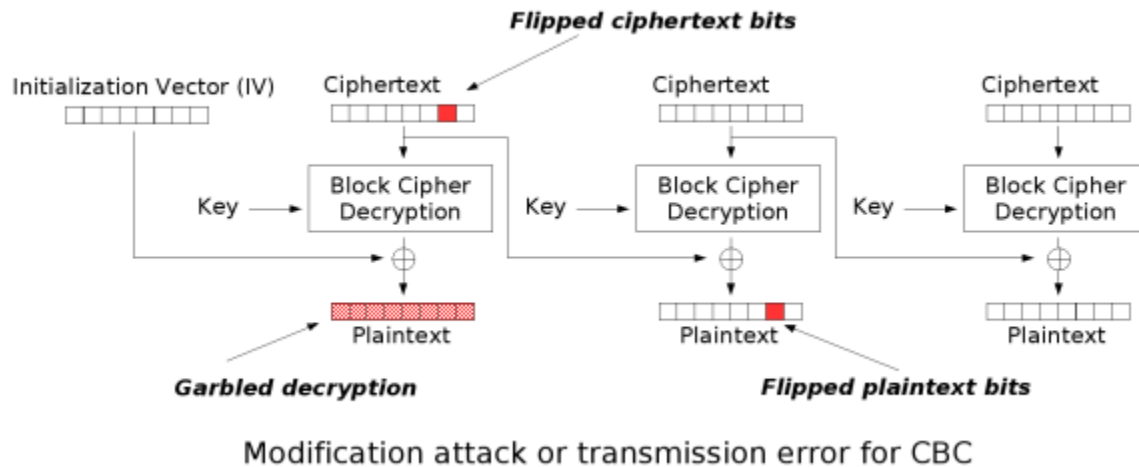 Flipped ciphertext bits
Initialization Vector (IV)
Ciphertext
Ciphertext
Ciphertext
Key
Block Cipher
Decryption
Key
Block Cipher
Decryption
Key
Block Cipher
Decryption
Plaintext
Plaintext
Plaintext
Garbled decryption
Flipped plaintext bits
Modification attack or transmission error for CBC